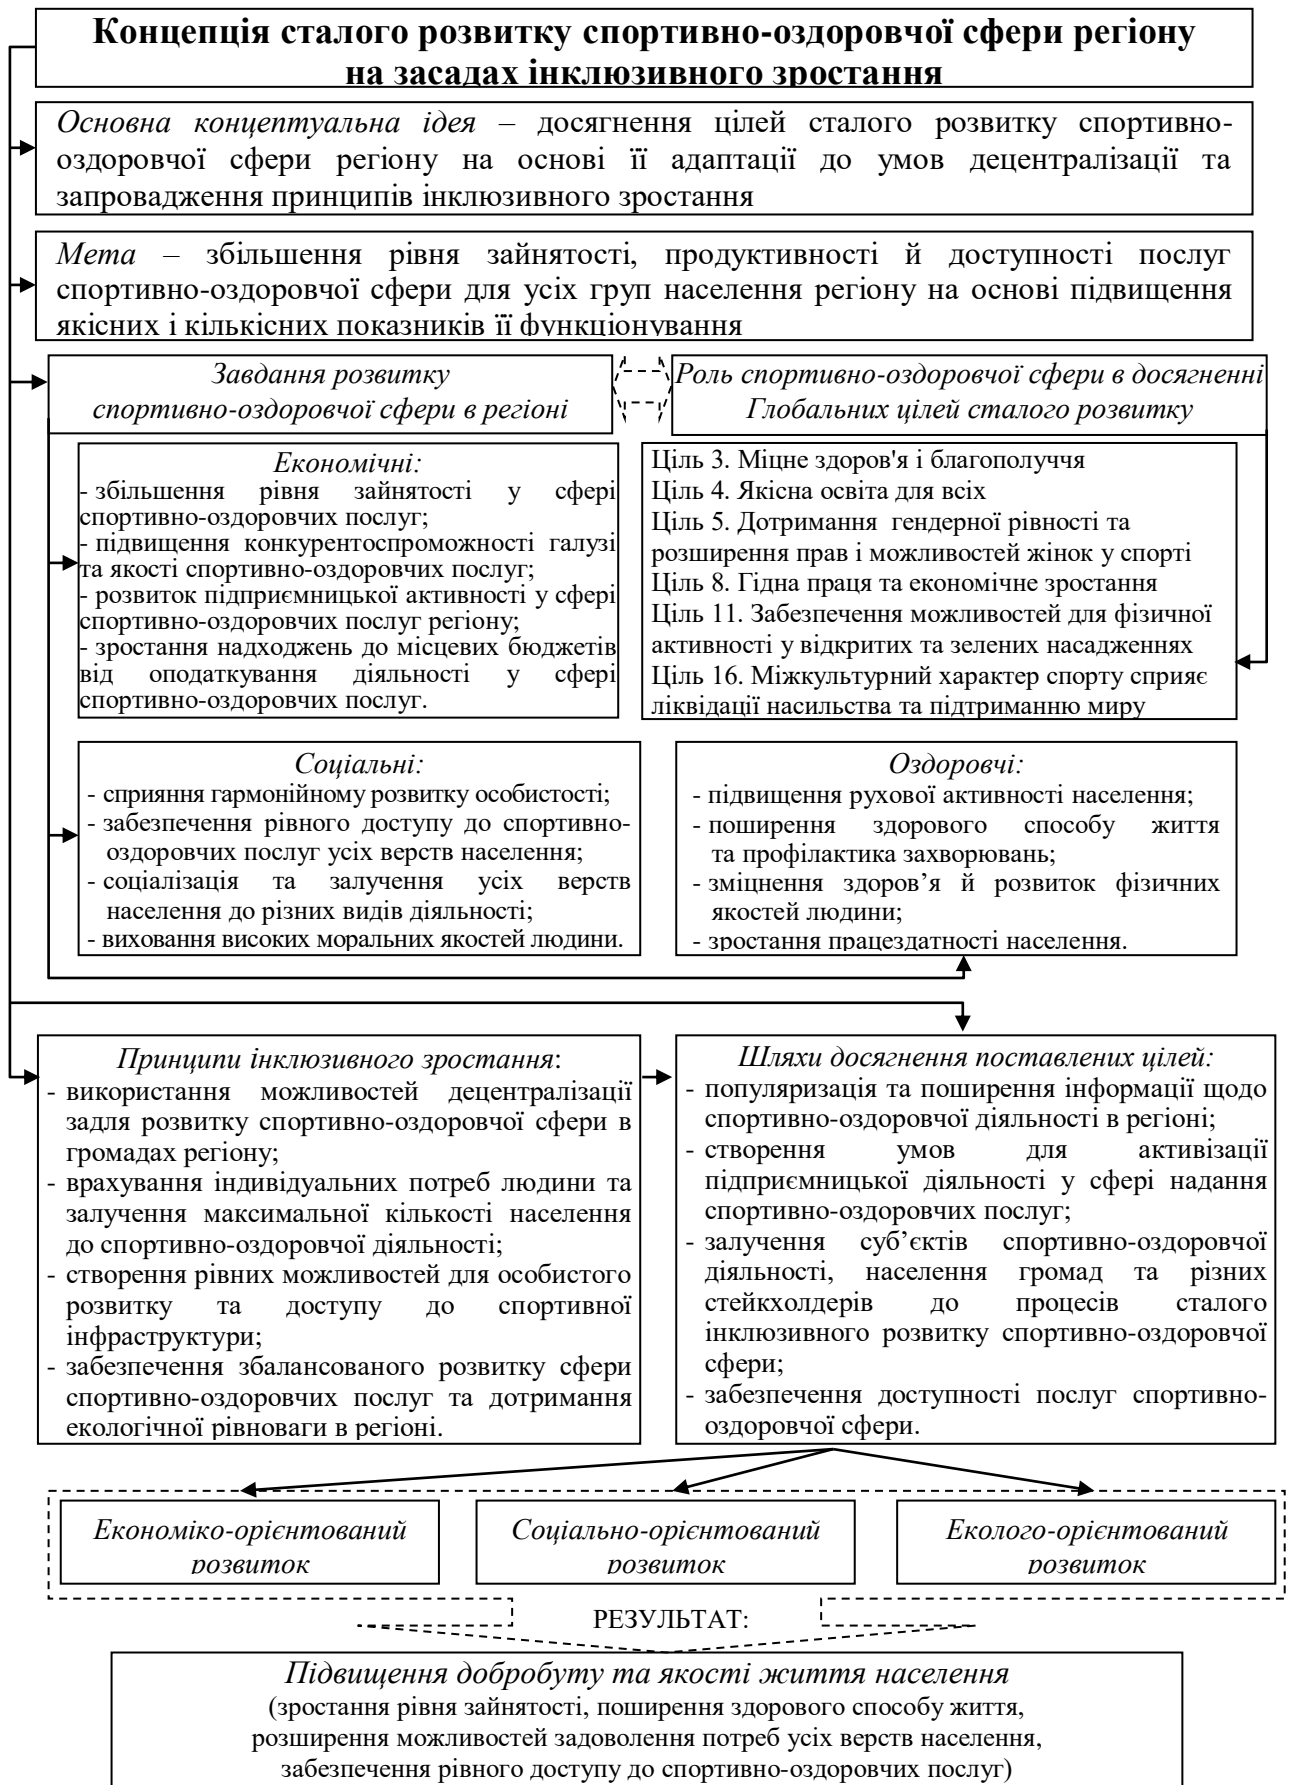 Концепція сталого розвитку спортивно-оздоровчої сфери регіону
на засадах інклюзивного зростання
Основна концептуальна ідея – досягнення цілей сталого розвитку спортивно-
оздоровчої сфери регіону на основі її адаптації до умов децентралізації та
запровадження принципів інклюзивного зростання
Мета – збільшення рівня зайнятості, продуктивності й доступності послуг
спортивно-оздоровчої сфери для усіх груп населення регіону на основі підвищення
якісних і кількісних показників її функціонування
Завдання розвитку
спортивно-оздоровчої сфери в регіоні
Роль спортивно-оздоровчої сфери в досягненні
Глобальних цілей сталого розвитку
Економічні:
- збільшення рівня зайнятості у сфері
спортивно-оздоровчих послуг;
- підвищення конкурентоспроможності галузі
та якості спортивно-оздоровчих послуг;
- розвиток підприємницької активності у сфері
спортивно-оздоровчих послуг регіону;
- зростання надходжень до місцевих бюджетів
від оподаткування діяльності у сфері
спортивно-оздоровчих послуг.
Ціль 3. Міцне здоров'я і благополуччя
Ціль 4. Якісна освіта для всіх
Ціль 5. Дотримання гендерної рівності та
розширення прав і можливостей жінок у спорті
Ціль 8. Гідна праця та економічне зростання
Ціль 11. Забезпечення можливостей для фізичної
активності у відкритих та зелених насадженнях
Ціль 16. Міжкультурний характер спорту сприяє
ліквідації насильства та підтриманню миру
Соціальні:
- сприяння гармонійному розвитку особистості;
- забезпечення рівного доступу до спортивно-
оздоровчих послуг усіх верств населення;
- соціалізація та залучення усіх верств
населення до різних видів діяльності;
- виховання високих моральних якостей людини.
Оздоровчі:
- підвищення рухової активності населення;
- поширення здорового способу життя
та профілактика захворювань;
- зміцнення здоров’я й розвиток фізичних
якостей людини;
- зростання працездатності населення.
Принципи інклюзивного зростання:
- використання можливостей децентралізації
задля розвитку спортивно-оздоровчої сфери в
громадах регіону;
- врахування індивідуальних потреб людини та
залучення максимальної кількості населення
до спортивно-оздоровчої діяльності;
- створення рівних можливостей для особистого
розвитку та доступу до спортивної
інфраструктури;
- забезпечення збалансованого розвитку сфери
спортивно-оздоровчих послуг та дотримання
екологічної рівноваги в регіоні.
Шляхи досягнення поставлених цілей:
- популяризація та поширення інформації щодо
спортивно-оздоровчої діяльності в регіоні;
- створення умов для активізації
підприємницької діяльності у сфері надання
спортивно-оздоровчих послуг;
- залучення суб’єктів спортивно-оздоровчої
діяльності, населення громад та різних
стейкхолдерів до процесів сталого
інклюзивного розвитку спортивно-оздоровчої
сфери;
- забезпечення доступності послуг спортивно-
оздоровчої сфери.
Економіко-орієнтований
розвиток
Соціально-орієнтований
розвиток
Еколого-орієнтований
розвиток
РЕЗУЛЬТАТ:
Підвищення добробуту та якості життя населення
(зростання рівня зайнятості, поширення здорового способу життя,
розширення можливостей задоволення потреб усіх верств населення,
забезпечення рівного доступу до спортивно-оздоровчих послуг)